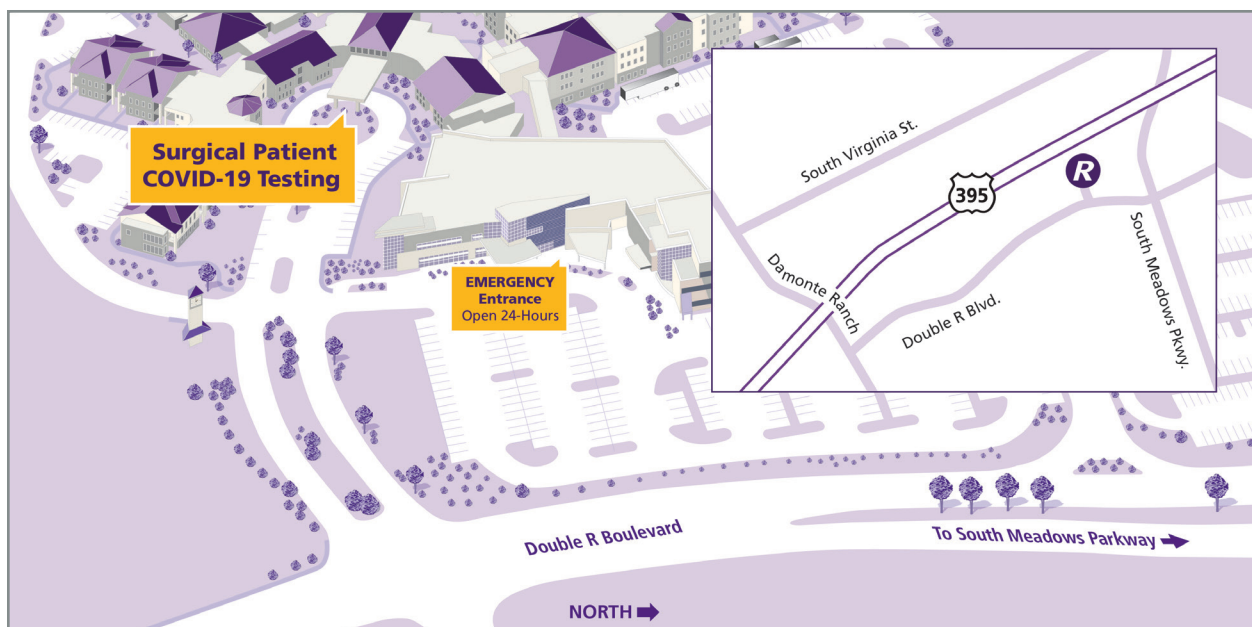 Surgical Patient
COVID-19 Testing
EMERGENCY
Entrance
Open 24-Hours
South Virginia St.
395
R
Damonte Ranch
Double R Blvd.
South Meadows Pkwy.
Double R Boulevard
To South Meadows Parkway
NORTH